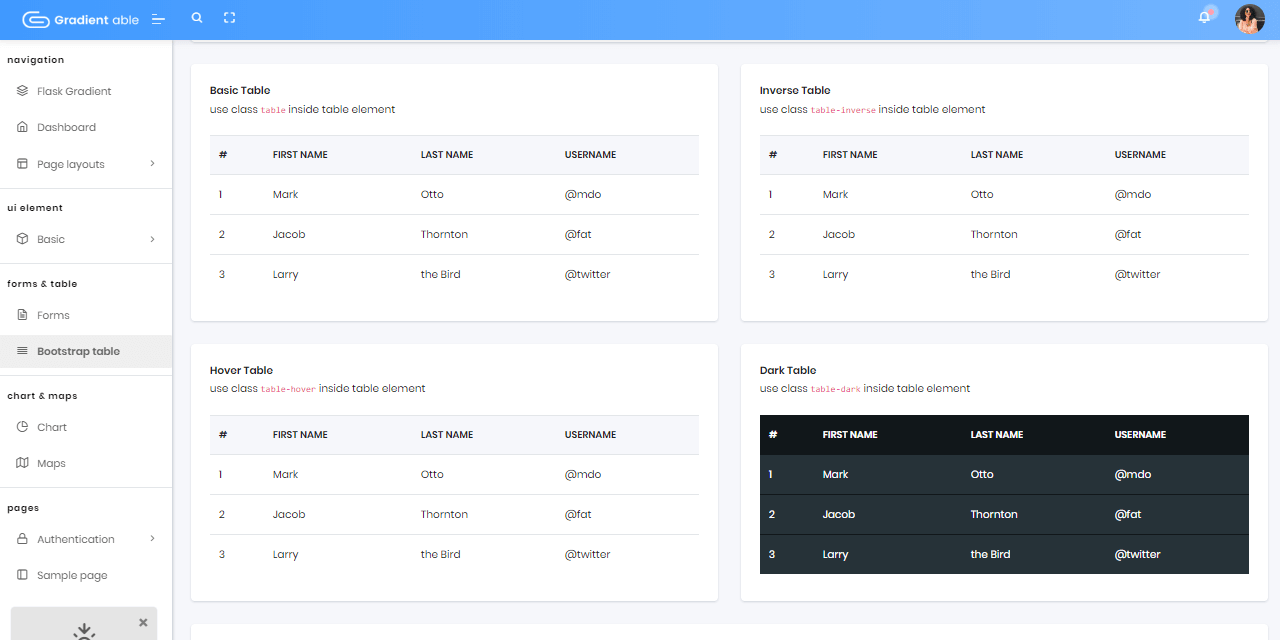 Gradient able
navigation
Flask Gradient
Dashboard
Page layouts
ui element
Basic
forms & table
Forms
Bootstrap table
chart & maps
Chart
Maps
pages
Authentication
Sample page
Basic Table
use class table inside table element
# FIRST NAME LAST NAME USERNAME
1 Mark Otto @mdo
2 Jacob Thornton @fat
3 Larry the Bird @twitter
Inverse Table
use class table-inverse inside table element
# FIRST NAME LAST NAME USERNAME
1 Mark Otto @mdo
2 Jacob Thornton @fat
3 Larry the Bird @twitter
Hover Table
use class table-hover inside table element
# FIRST NAME LAST NAME USERNAME
1 Mark Otto @mdo
2 Jacob Thornton @fat
3 Larry the Bird @twitter
Dark Table
use class table-dark inside table element
# FIRST NAME LAST NAME USERNAME
1 Mark Otto @mdo
2 Jacob Thornton @fat
3 Larry the Bird @twitter